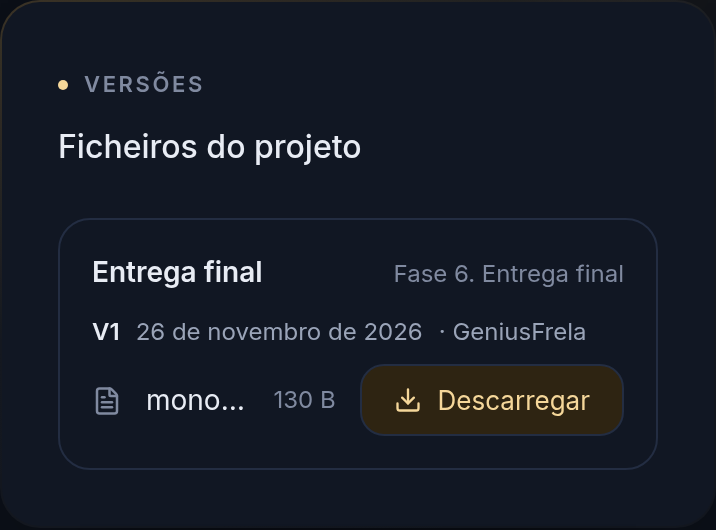 VERSÕES
Ficheiros do projeto
Entrega final
Fase 6. Entrega final
V1 26 de novembro de 2026 · GeniusFrela
mono... 130 B Descarregar